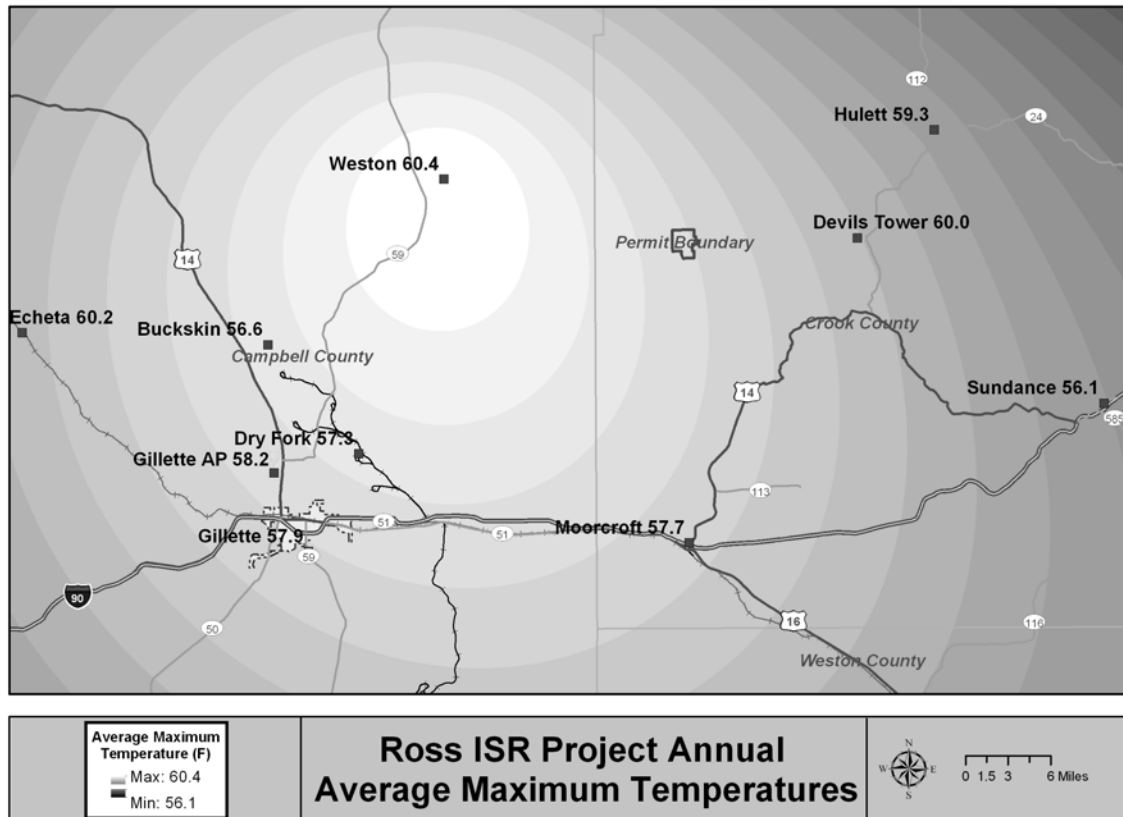 112
Hulett 59.3
24
Weston 60.4
Devils Tower 60.0
Permit Boundary
59
14
Echeta 60.2
Buckskin 56.6
Campbell County
Crook County
14
Sundance 56.1
585
Dry Fork 57.3
Gillette AP 58.2
113
51
51
Moorcroft 57.7
Gillette 57.9
59
90
50
16
116
Weston County
Average Maximum
Temperature (F)
Max: 60.4
Min: 56.1
Ross ISR Project Annual
Average Maximum Temperatures
N
W E
S
0 1.5 3 6 Miles